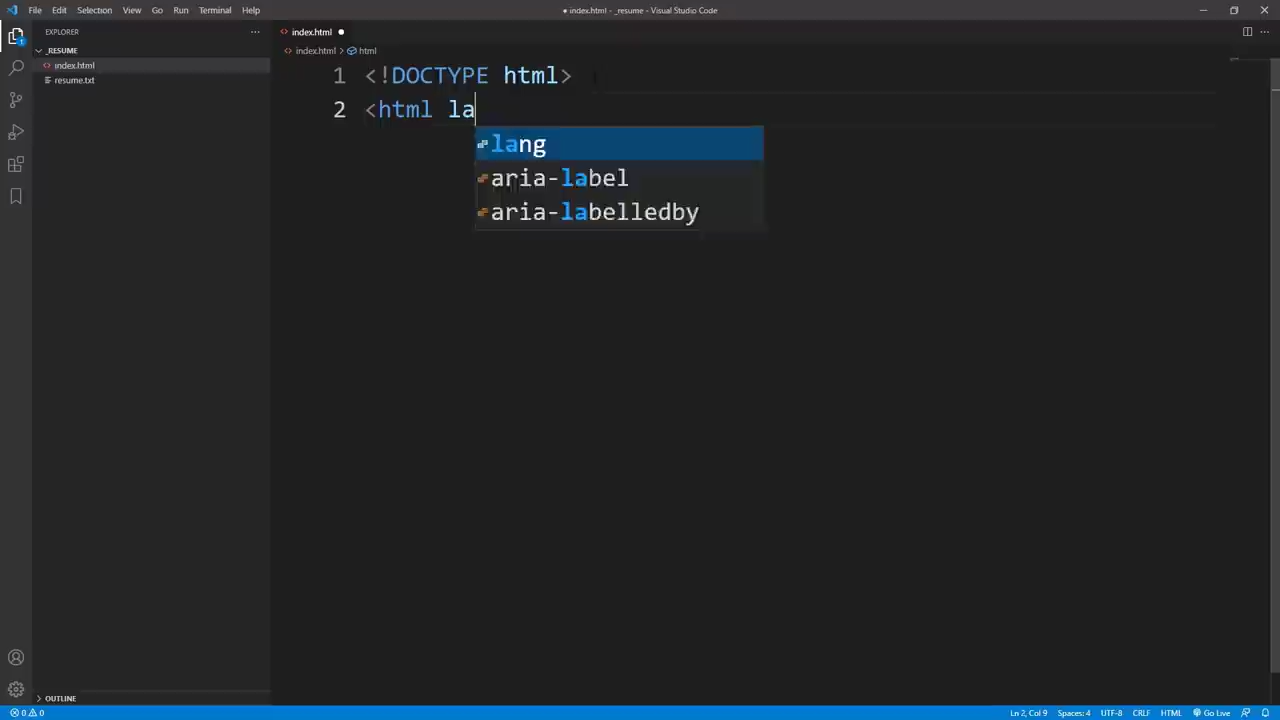 File Edit Selection View Go Run Terminal Help
● index.html - _resume - Visual Studio Code
EXPLORER
index.html
_RESUME
index.html > html
index.html
resume.txt
1 <!DOCTYPE html>
2 <html la
lang
aria-label
aria-labelledby
OUTLINE
0 0 Ln 2, Col 9 Spaces: 4 UTF-8 CRLF HTML Go Live